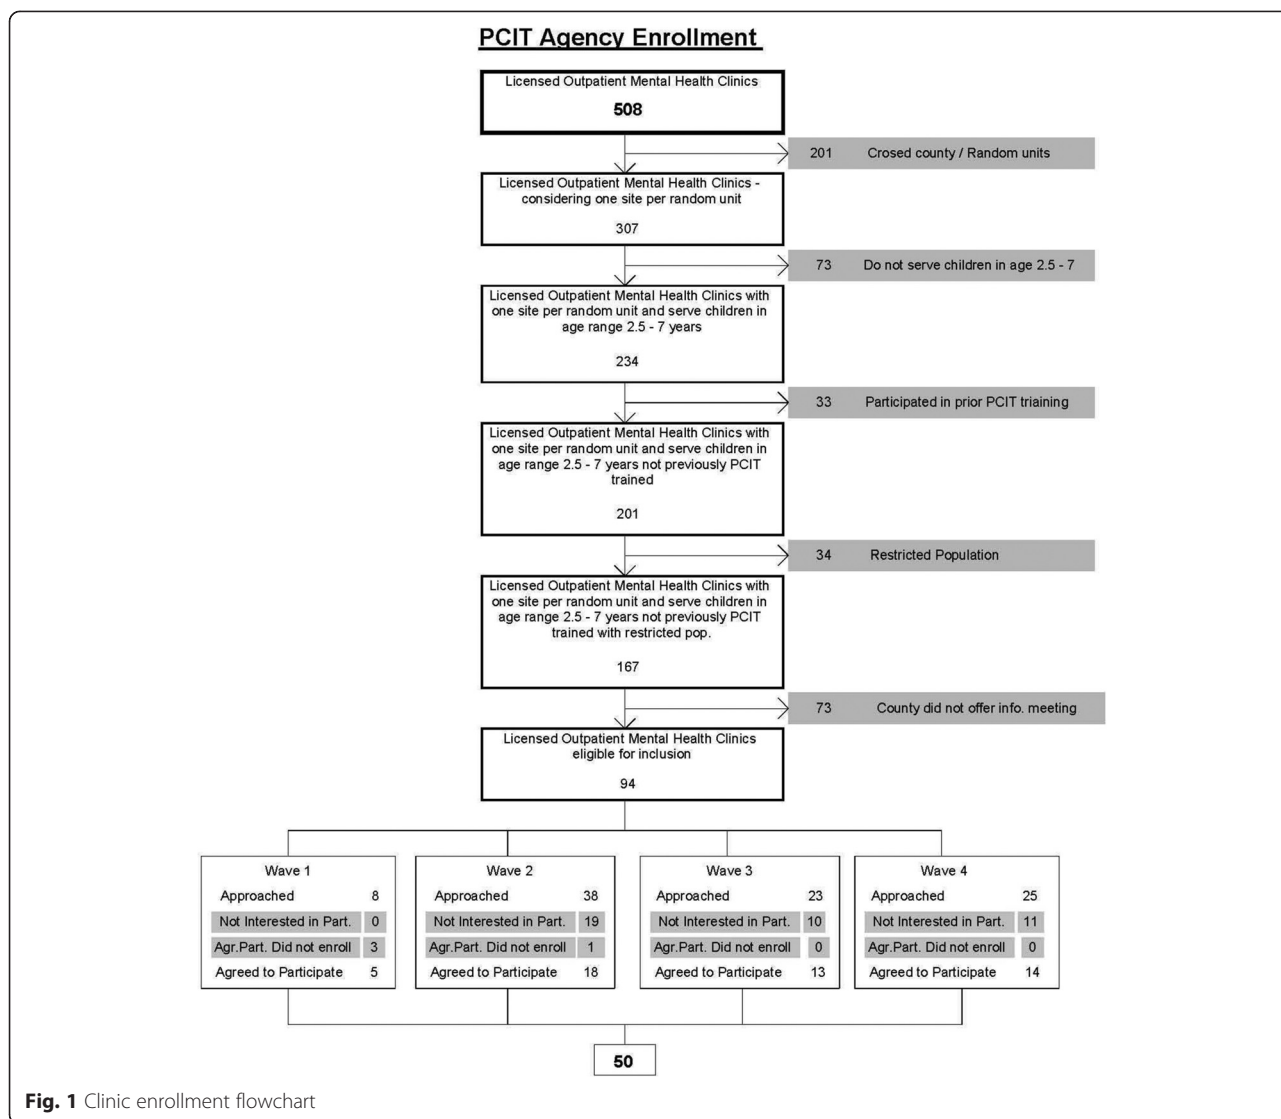 PCIT Agency Enrollment
Licensed Outpatient Mental Health Clinics
508
201 Crosed county / Random units
Licensed Outpatient Mental Health Clinics -
considering one site per random unit
307
73 Do not serve children in age 2.5 - 7
Licensed Outpatient Mental Health Clinics with
one site per random unit and serve children in
age range 2.5 - 7 years
234
33 Participated in prior PCIT triaining
Licensed Outpatient Mental Health Clinics with
one site per random unit and serve children in
age range 2.5 - 7 years not previously PCIT
trained
201
34 Restricted Population
Licensed Outpatient Mental Health Clinics with
one site per random unit and serve children in
age range 2.5 - 7 years not previously PCIT
trained with restricted pop.
167
73 County did not offer info. meeting
Licensed Outpatient Mental Health Clinics
eligible for inclusion
94
Wave 1
Approached 8
Not Interested in Part. 0
Agr.Part. Did not enroll 3
Agreed to Participate 5
Wave 2
Approached 38
Not Interested in Part. 19
Agr.Part. Did not enroll 1
Agreed to Participate 18
Wave 3
Approached 23
Not Interested in Part. 10
Agr.Part. Did not enroll 0
Agreed to Participate 13
Wave 4
Approached 25
Not Interested in Part. 11
Agr.Part. Did not enroll 0
Agreed to Participate 14
50
Fig. 1 Clinic enrollment flowchart